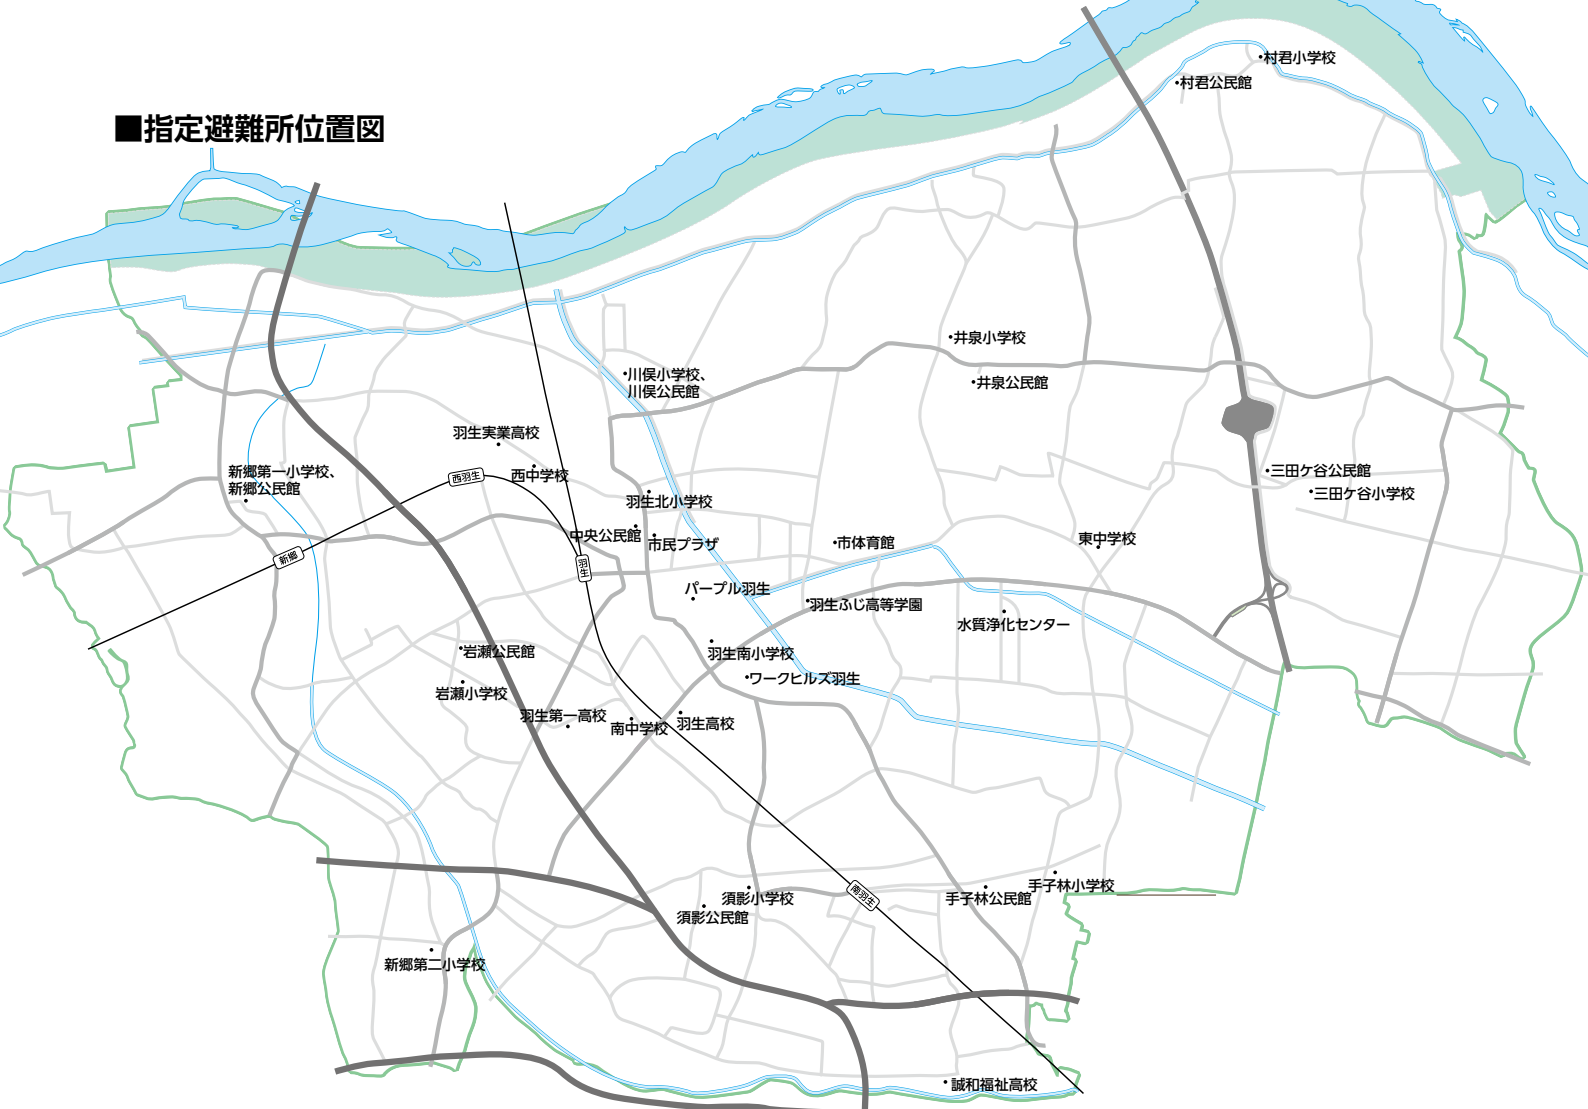 村君小学校
村君公民館
■指定避難所位置図
井泉小学校
川俣小学校、
川俣公民館
井泉公民館
羽生実業高校
新郷第一小学校、
新郷公民館
西羽生
西中学校
三田ケ谷公民館
三田ケ谷小学校
羽生北小学校
中央公民館
市民プラザ
市体育館
東中学校
新郷
羽生
パープル羽生
羽生ふじ高等学園
水質浄化センター
岩瀬公民館
羽生南小学校
ワークヒルズ羽生
岩瀬小学校
羽生第一高校
南中学校
羽生高校
南羽生
手子林小学校
須影小学校
手子林公民館
須影公民館
新郷第二小学校
誠和福祉高校